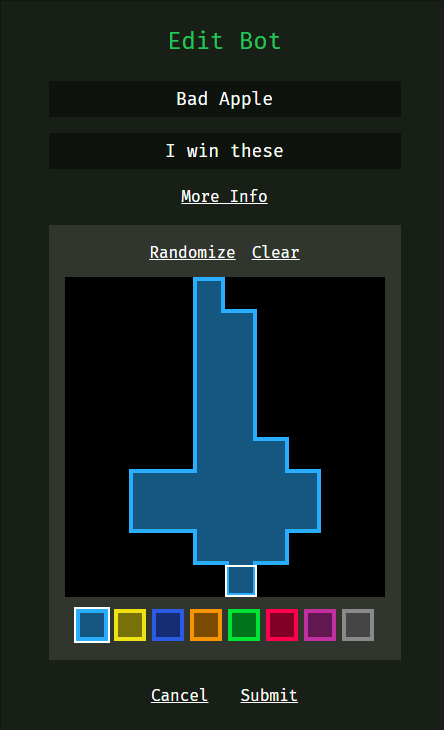 Edit Bot
Bad Apple
I win these
More Info
Randomize Clear
Cancel Submit